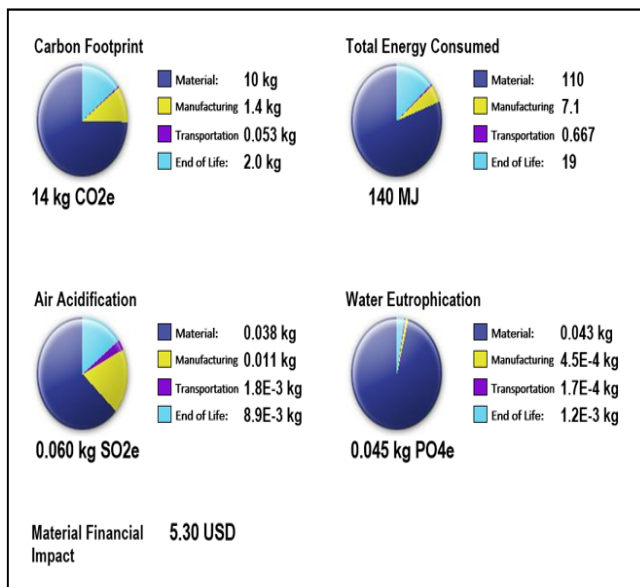 Carbon Footprint
Material: 10 kg
Manufacturing 1.4 kg
Transportation 0.053 kg
End of Life: 2.0 kg
14 kg CO2e
Total Energy Consumed
Material: 110
Manufacturing 7.1
Transportation 0.667
End of Life: 19
140 MJ
Air Acidification
Material: 0.038 kg
Manufacturing 0.011 kg
Transportation 1.8E-3 kg
End of Life: 8.9E-3 kg
0.060 kg SO2e
Water Eutrophication
Material: 0.043 kg
Manufacturing 4.5E-4 kg
Transportation 1.7E-4 kg
End of Life: 1.2E-3 kg
0.045 kg PO4e
Material Financial 5.30 USD
Impact